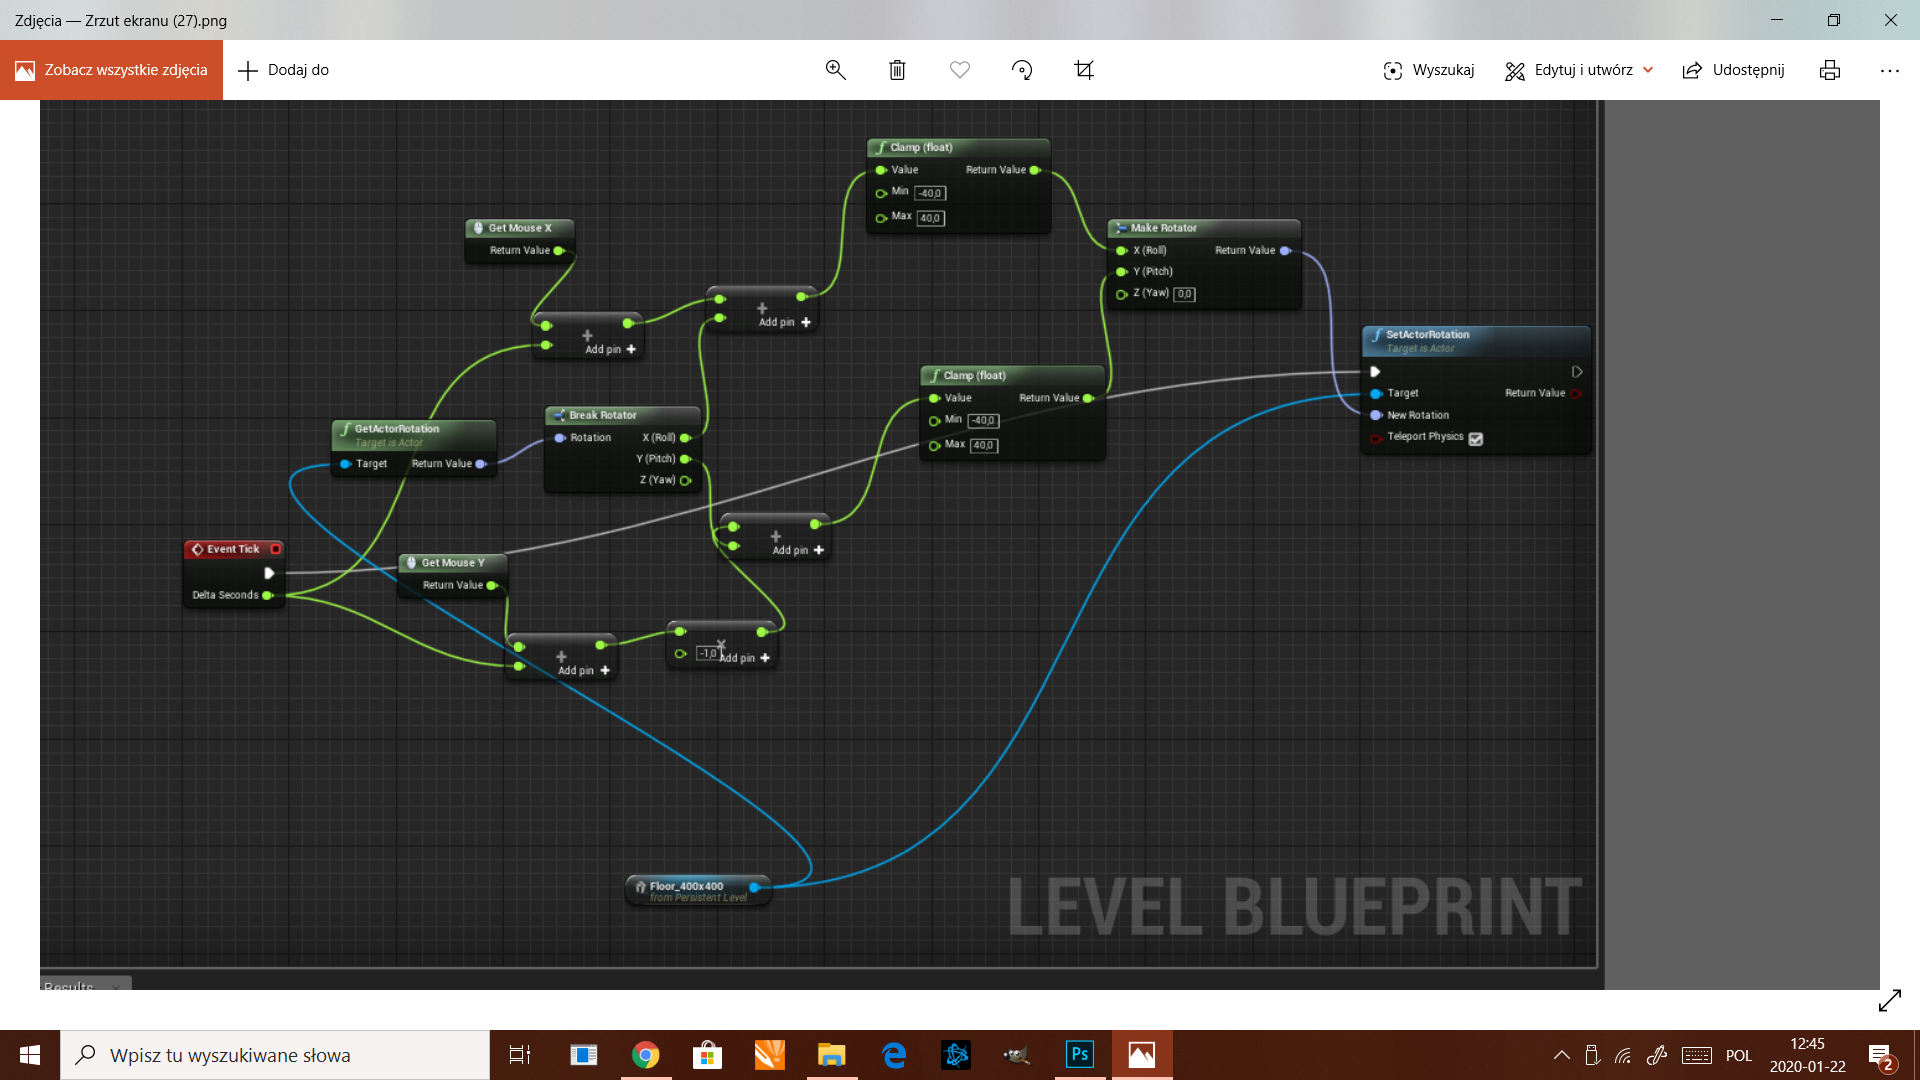 Zdjęcia — Zrzut ekranu (27).png
Zobacz wszystkie zdjęcia
Dodaj do
Wyszukaj
Edytuj i utwórz
Udostępnij
Clamp (float)
Value Return Value
Min -40,0
Max 40,0
Get Mouse X
Return Value
Make Rotator
X (Roll) Return Value
Y (Pitch)
Z (Yaw) 0,0
Add pin +
Add pin +
SetActorRotation
Target is Actor
Target Return Value
New Rotation
Teleport Physics
Clamp (float)
Value Return Value
Min -40,0
Max 40,0
GetActorRotation
Target is Actor
Target Return Value
Break Rotator
Rotation X (Roll)
Y (Pitch)
Z (Yaw)
Add pin +
Event Tick
Delta Seconds
Get Mouse Y
Return Value
Add pin +
-1,0 Add pin +
Floor_400x400
from Persistent Level
LEVEL BLUEPRINT
Results
Wpisz tu wyszukiwane słowa
Ps
POL
12:45
2020-01-22
2